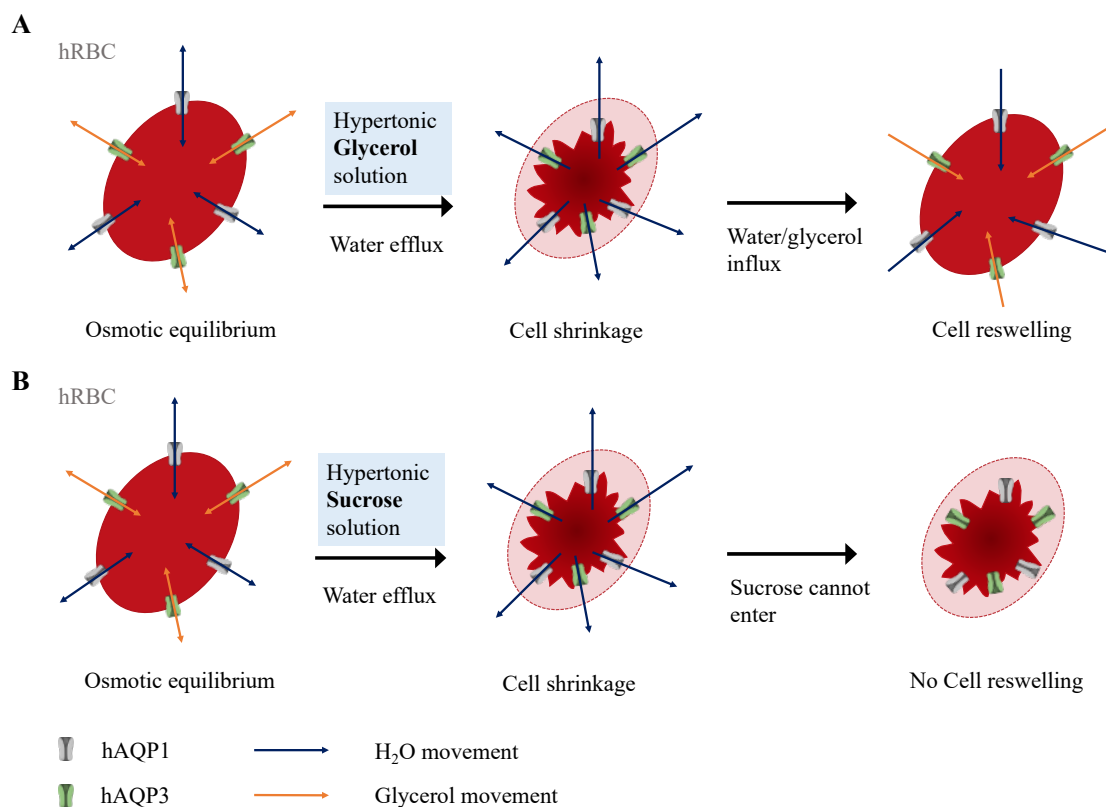 A
hRBC
Hypertonic
Glycerol
solution
Water efflux
Water/glycerol
influx
Osmotic equilibrium
Cell shrinkage
Cell reswelling
B
hRBC
Hypertonic
Sucrose
solution
Water efflux
Sucrose cannot
enter
Osmotic equilibrium
Cell shrinkage
No Cell reswelling
hAQP1
H₂O movement
hAQP3
Glycerol movement